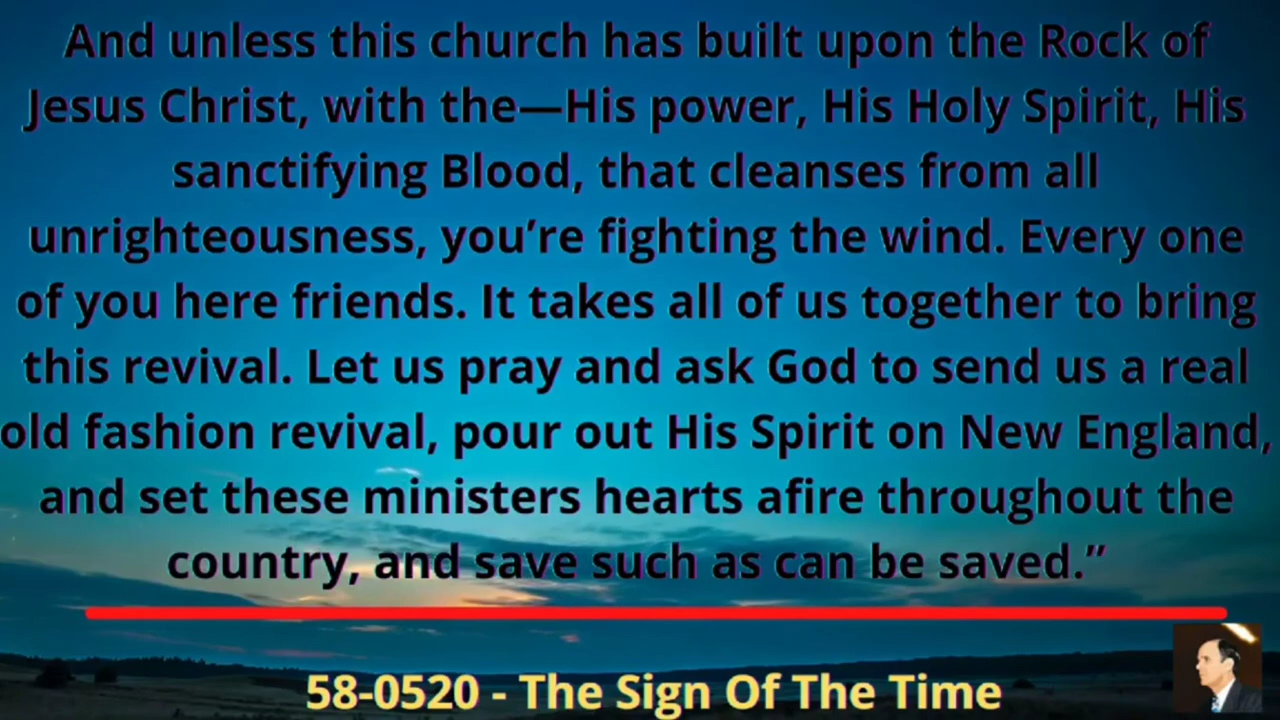 And unless this church has built upon the Rock of
Jesus Christ, with the—His power, His Holy Spirit, His
sanctifying Blood, that cleanses from all
unrighteousness, you’re fighting the wind. Every one
of you here friends. It takes all of us together to bring
this revival. Let us pray and ask God to send us a real
old fashion revival, pour out His Spirit on New England,
and set these ministers hearts afire throughout the
country, and save such as can be saved.”
58-0520 - The Sign Of The Time